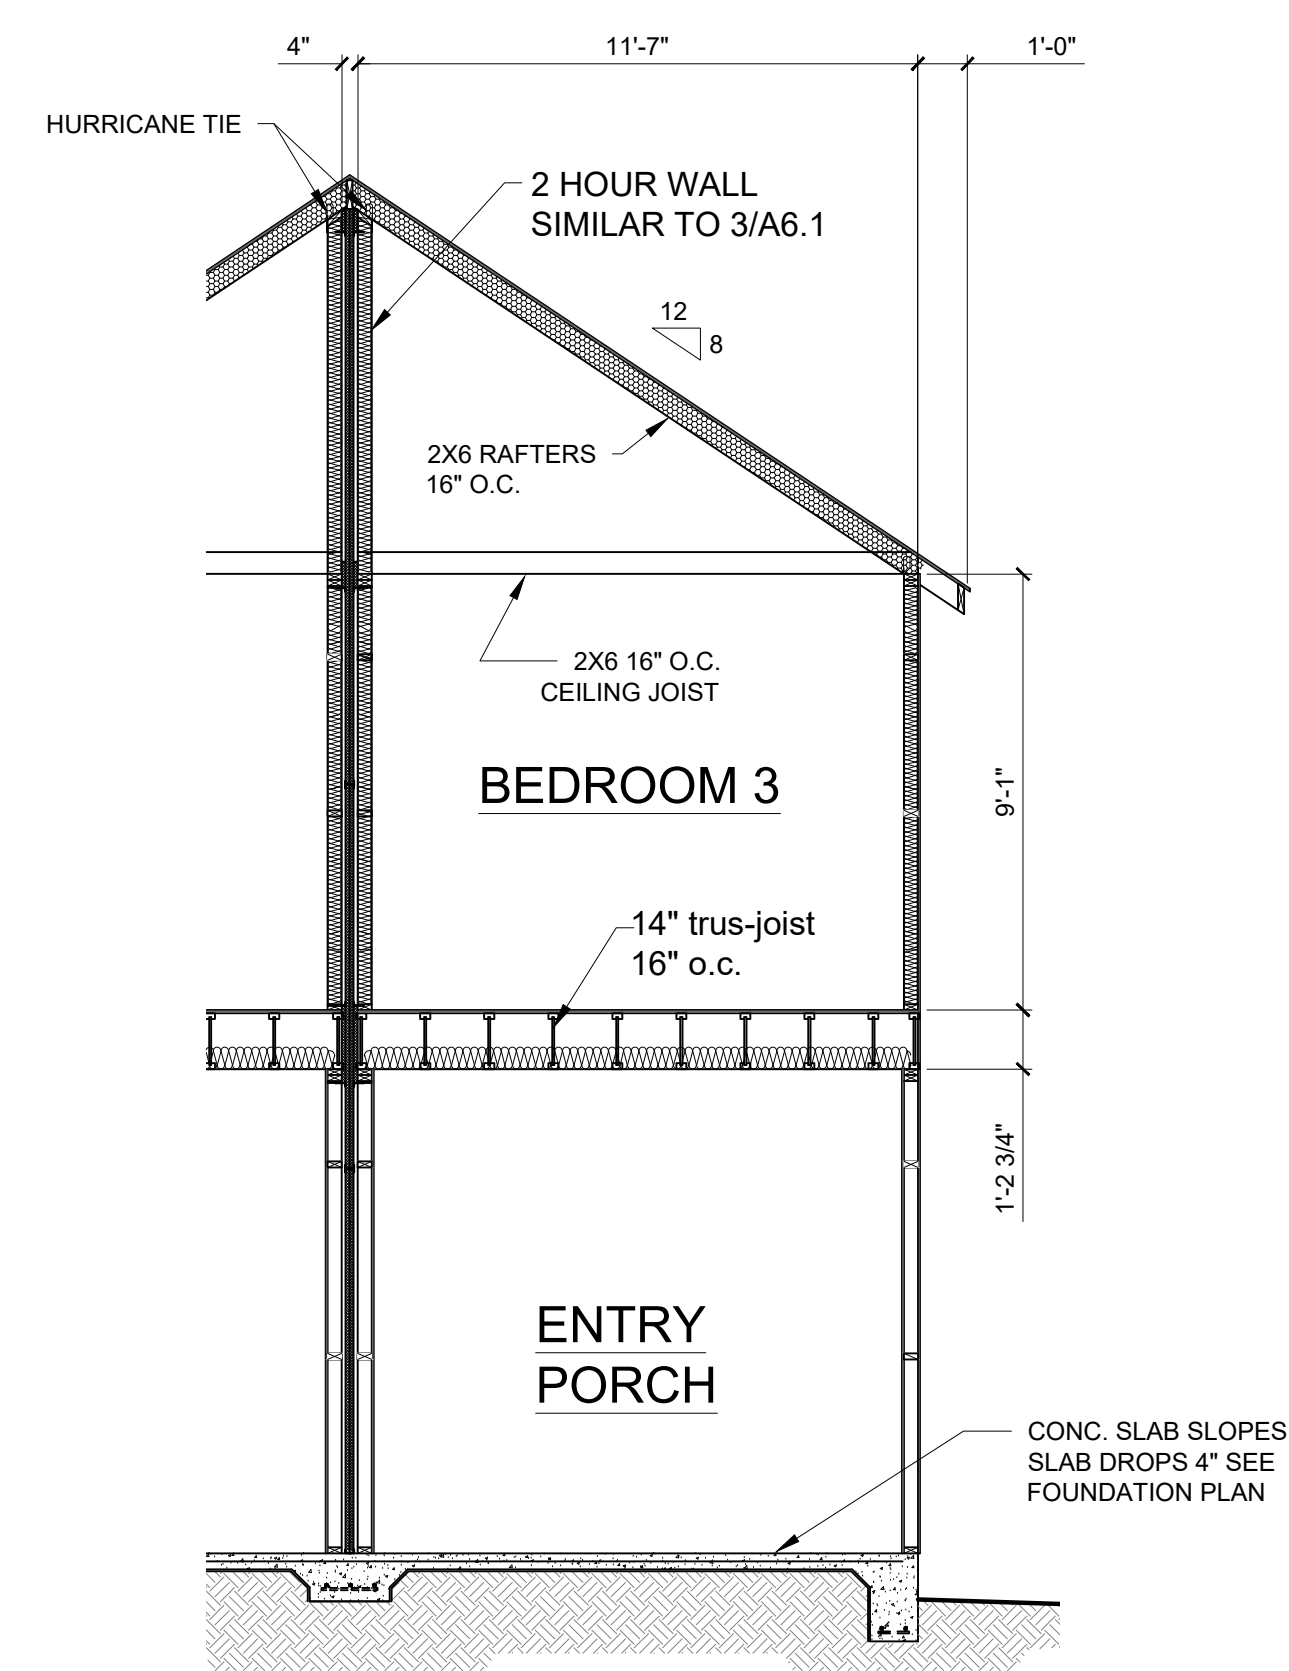 4" 11'-7" 1'-0"
HURRICANE TIE
2 HOUR WALL
SIMILAR TO 3/A6.1
12
8
2X6 RAFTERS
16" O.C.
2X6 16" O.C.
CEILING JOIST
BEDROOM 3
9'-1"
14" trus-joist
16" o.c.
1'-2 3/4"
ENTRY
PORCH
CONC. SLAB SLOPES
SLAB DROPS 4" SEE
FOUNDATION PLAN